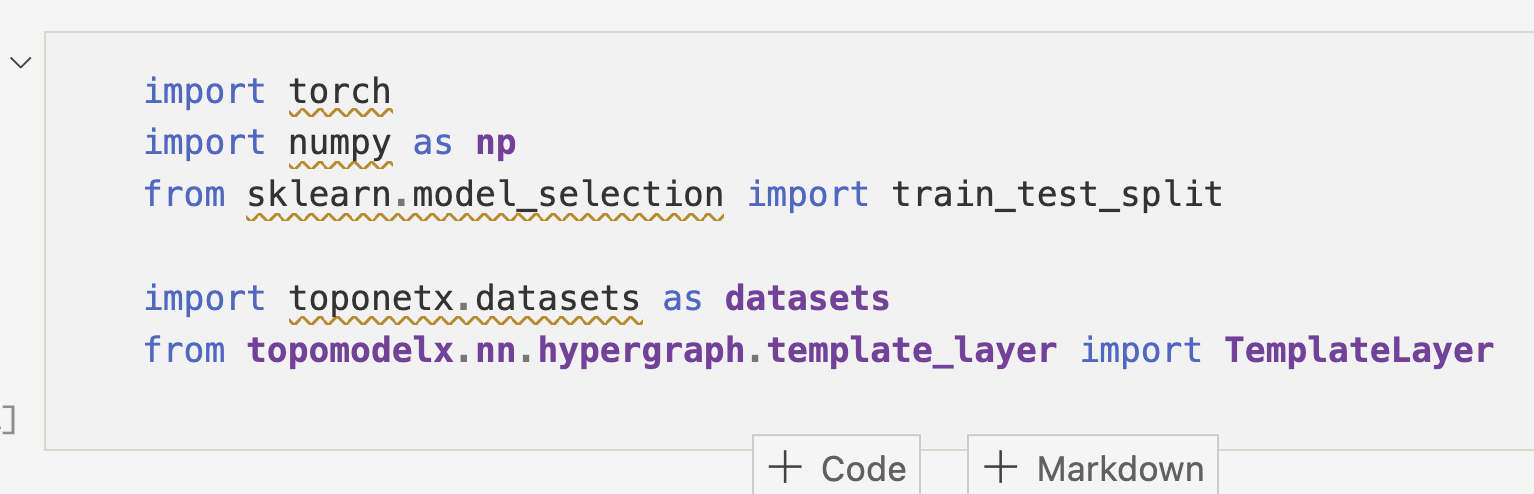 import torch
import numpy as np
from sklearn.model_selection import train_test_split
import toponetx.datasets as datasets
from topomodelx.nn.hypergraph.template_layer import TemplateLayer
]
+ Code + Markdown